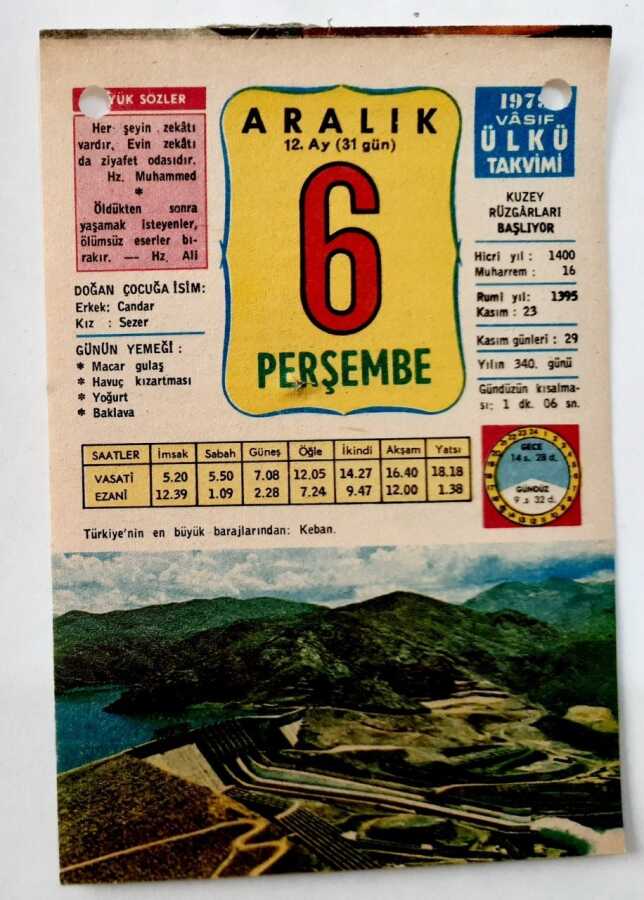 YÜK SÖZLER
Her şeyin zekâtı
vardır. Evin zekâtı
da ziyafet odasıdır.
Hz. Muhammed
*
Öldükten sonra
yaşamak isteyenler,
ölümsüz eserler bı-
rakır. — Hz. Ali
DOĞAN ÇOCUĞA İSİM:
Erkek: Candar
Kız : Sezer
GÜNÜN YEMEĞİ :
* Macar gulaş
* Havuç kızartması
* Yoğurt
* Baklava
ARALIK
12. Ay (31 gün)
6
PERŞEMBE
1979
VÂSIF
ÜLKÜ
TAKVİMİ
KUZEY
RÜZGÂRLARI
BAŞLIYOR
Hicri yıl : 1400
Muharrem : 16
Rumi yıl: 1395
Kasım : 23
Kasım günleri : 29
Yılın 340. günü
Gündüzün kısalma-
sı: 1 dk. 06 sn.
SAATLER İmsak Sabah Güneş Öğle İkindi Akşam Yatsı
VASATİ 5.20 5.50 7.08 12.05 14.27 16.40 18.18
EZANİ 12.39 1.09 2.28 7.24 9.47 12.00 1.38
GECE
14 s. 28 d.
GÜNDÜZ
9 s 32 d.
Türkiye'nin en büyük barajlarından: Keban.